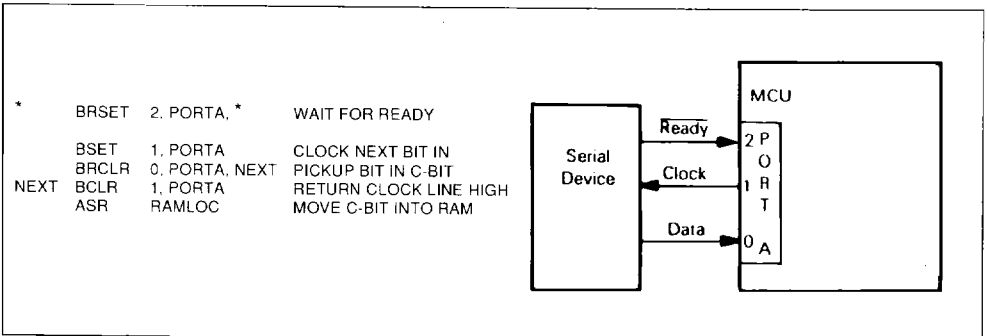 * BRSET 2, PORTA, * WAIT FOR READY
BSET 1, PORTA CLOCK NEXT BIT IN
BRCLR 0, PORTA, NEXT PICKUP BIT IN C-BIT
NEXT BCLR 1, PORTA RETURN CLOCK LINE HIGH
ASR RAMLOC MOVE C-BIT INTO RAM
Serial
Device
Ready
Clock
Data
MCU
2
1
0
P
O
R
T
A